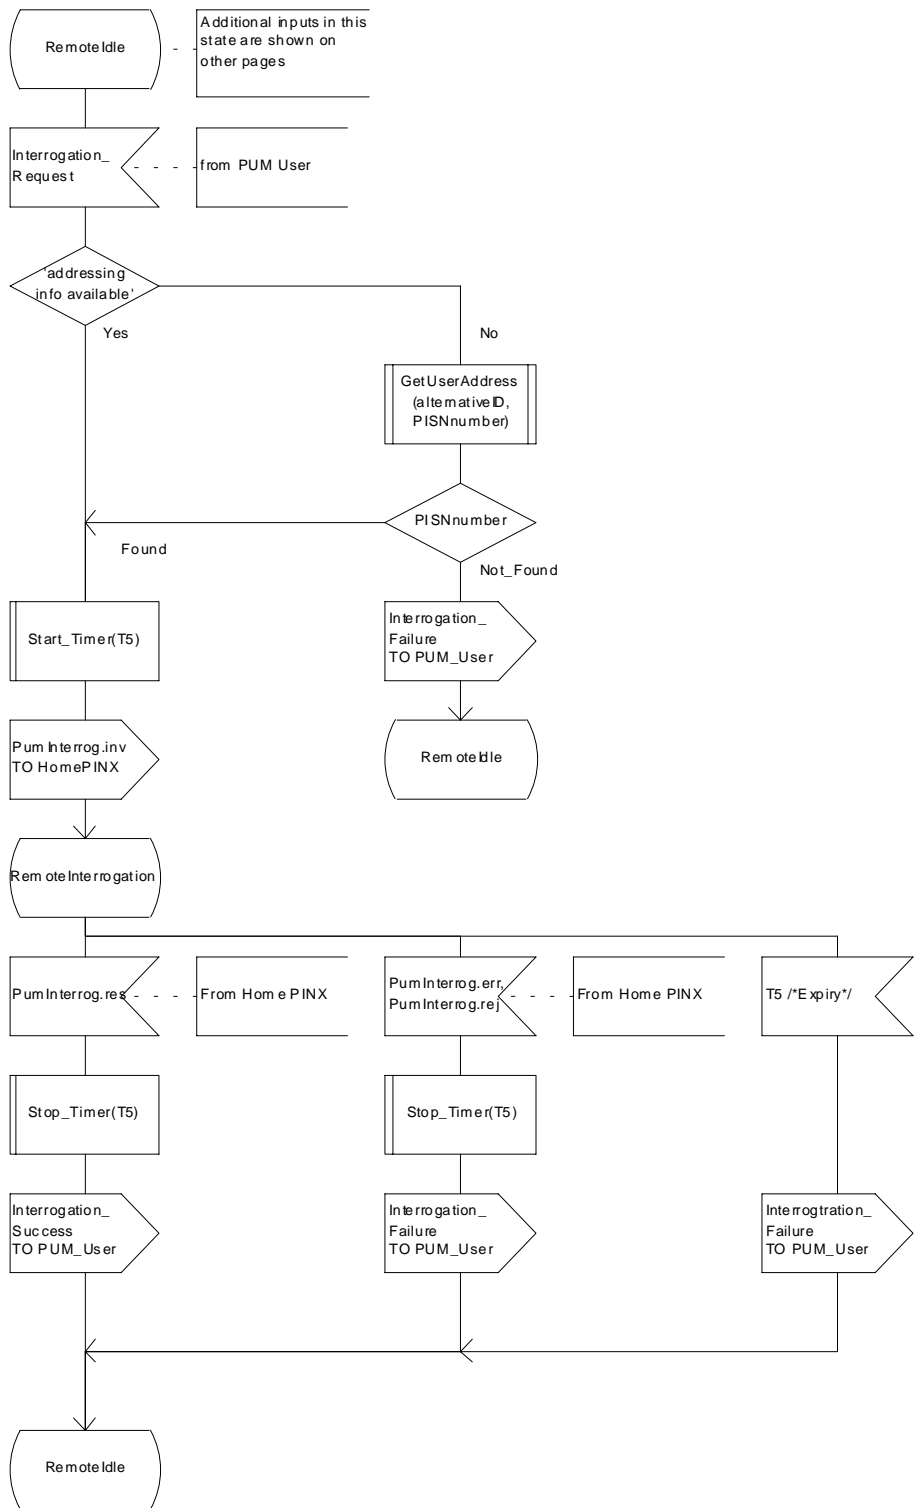 RemoteIdle
Additional inputs in this
state are shown on
other pages
Interrogation_
Request
from PUM User
'addressing
info available'
Yes
No
GetUserAddress
(alternativeID,
PISNnumber)
PISNnumber
Found
Not_Found
Start_Timer(T5)
Interrogation_
Failure
TO PUM_User
PumInterrog.inv
TO HomePINX
RemoteIdle
RemoteInterrogation
PumInterrog.res
From Home PINX
PumInterrog.err,
PumInterrog.rej
From Home PINX
T5 /*Expiry*/
Stop_Timer(T5)
Stop_Timer(T5)
Interrogation_
Success
TO PUM_User
Interrogation_
Failure
TO PUM_User
Interrogtration_
Failure
TO PUM_User
RemoteIdle